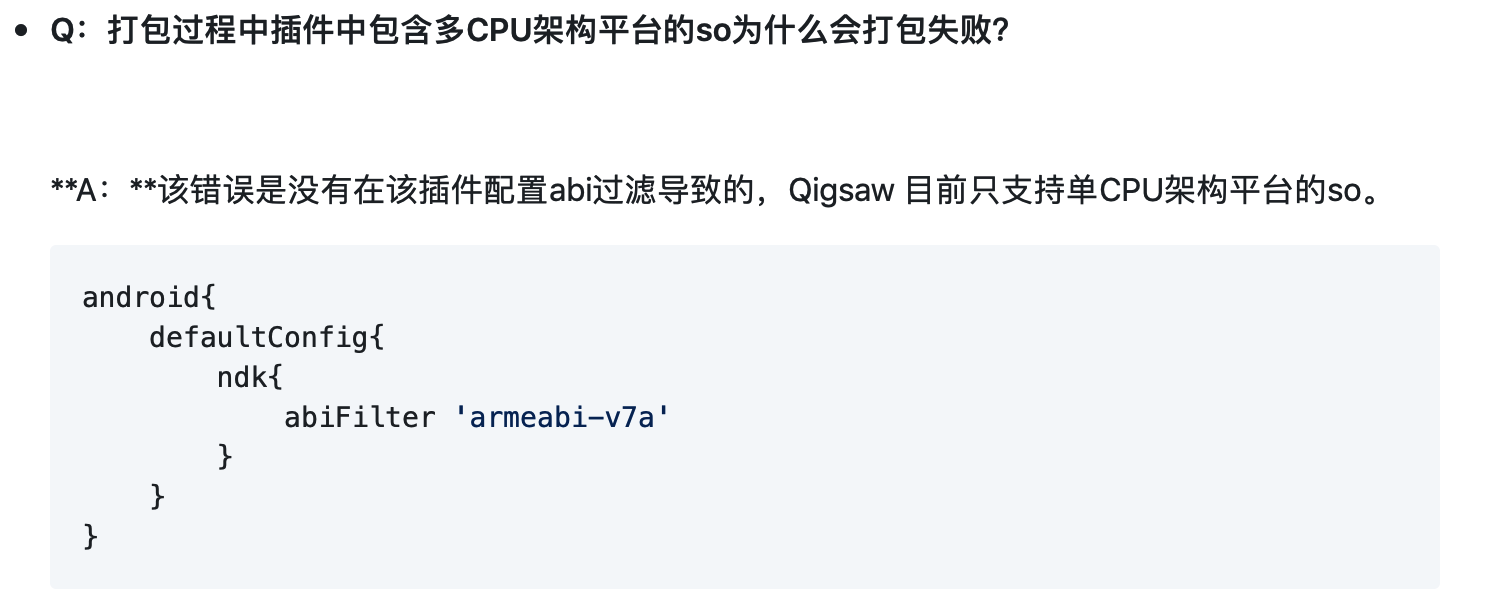 • Q：打包过程中插件中包含多CPU架构平台的so为什么会打包失败?
**A：**该错误是没有在该插件配置abi过滤导致的，Qigsaw 目前只支持单CPU架构平台的so。
android{
    defaultConfig{
        ndk{
            abiFilter 'armeabi-v7a'
        }
    }
}